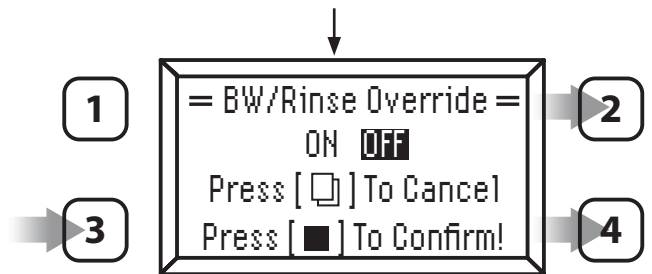 1
= BW/Rinse Override =
2
ON OFF
Press [ ] To Cancel
3
Press [ ■ ] To Confirm!
4